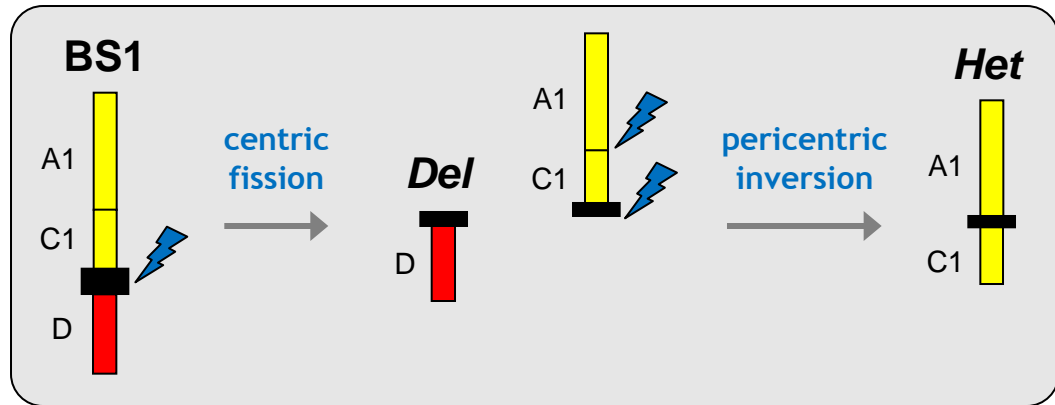 BS1
A1
C1
D
centric
fission
Del
D
A1
C1
pericentric
inversion
Het
A1
C1